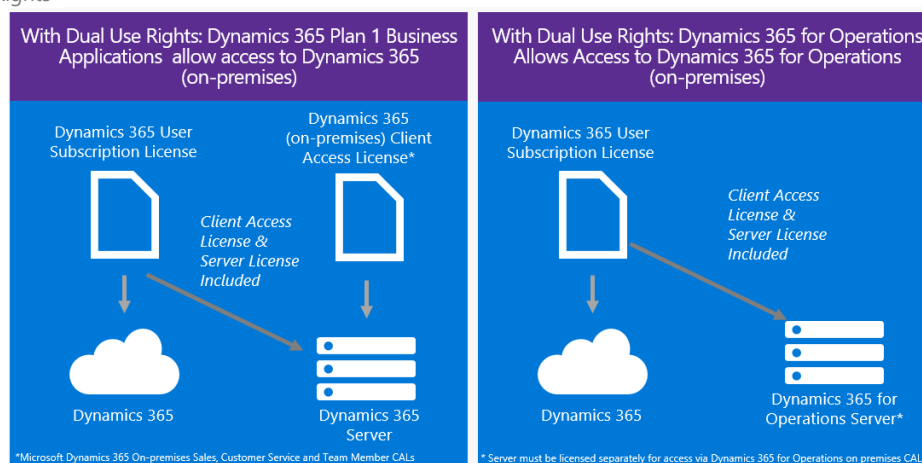 With Dual Use Rights: Dynamics 365 Plan 1 Business
Applications allow access to Dynamics 365
(on-premises)
Dynamics 365 User
Subscription License
Dynamics 365
(on-premises) Client
Access License*
Client Access
License &
Server License
Included
Dynamics 365
Dynamics 365
Server
*Microsoft Dynamics 365 On-premises Sales, Customer Service and Team Member CALs
With Dual Use Rights: Dynamics 365 for Operations
Allows Access to Dynamics 365 for Operations
(on-premises)
Dynamics 365 User
Subscription License
Client Access
License &
Server License
Included
Dynamics 365
Dynamics 365 for
Operations Server*
* Server must be licensed separately for access via Dynamics 365 for Operations on premises CAL